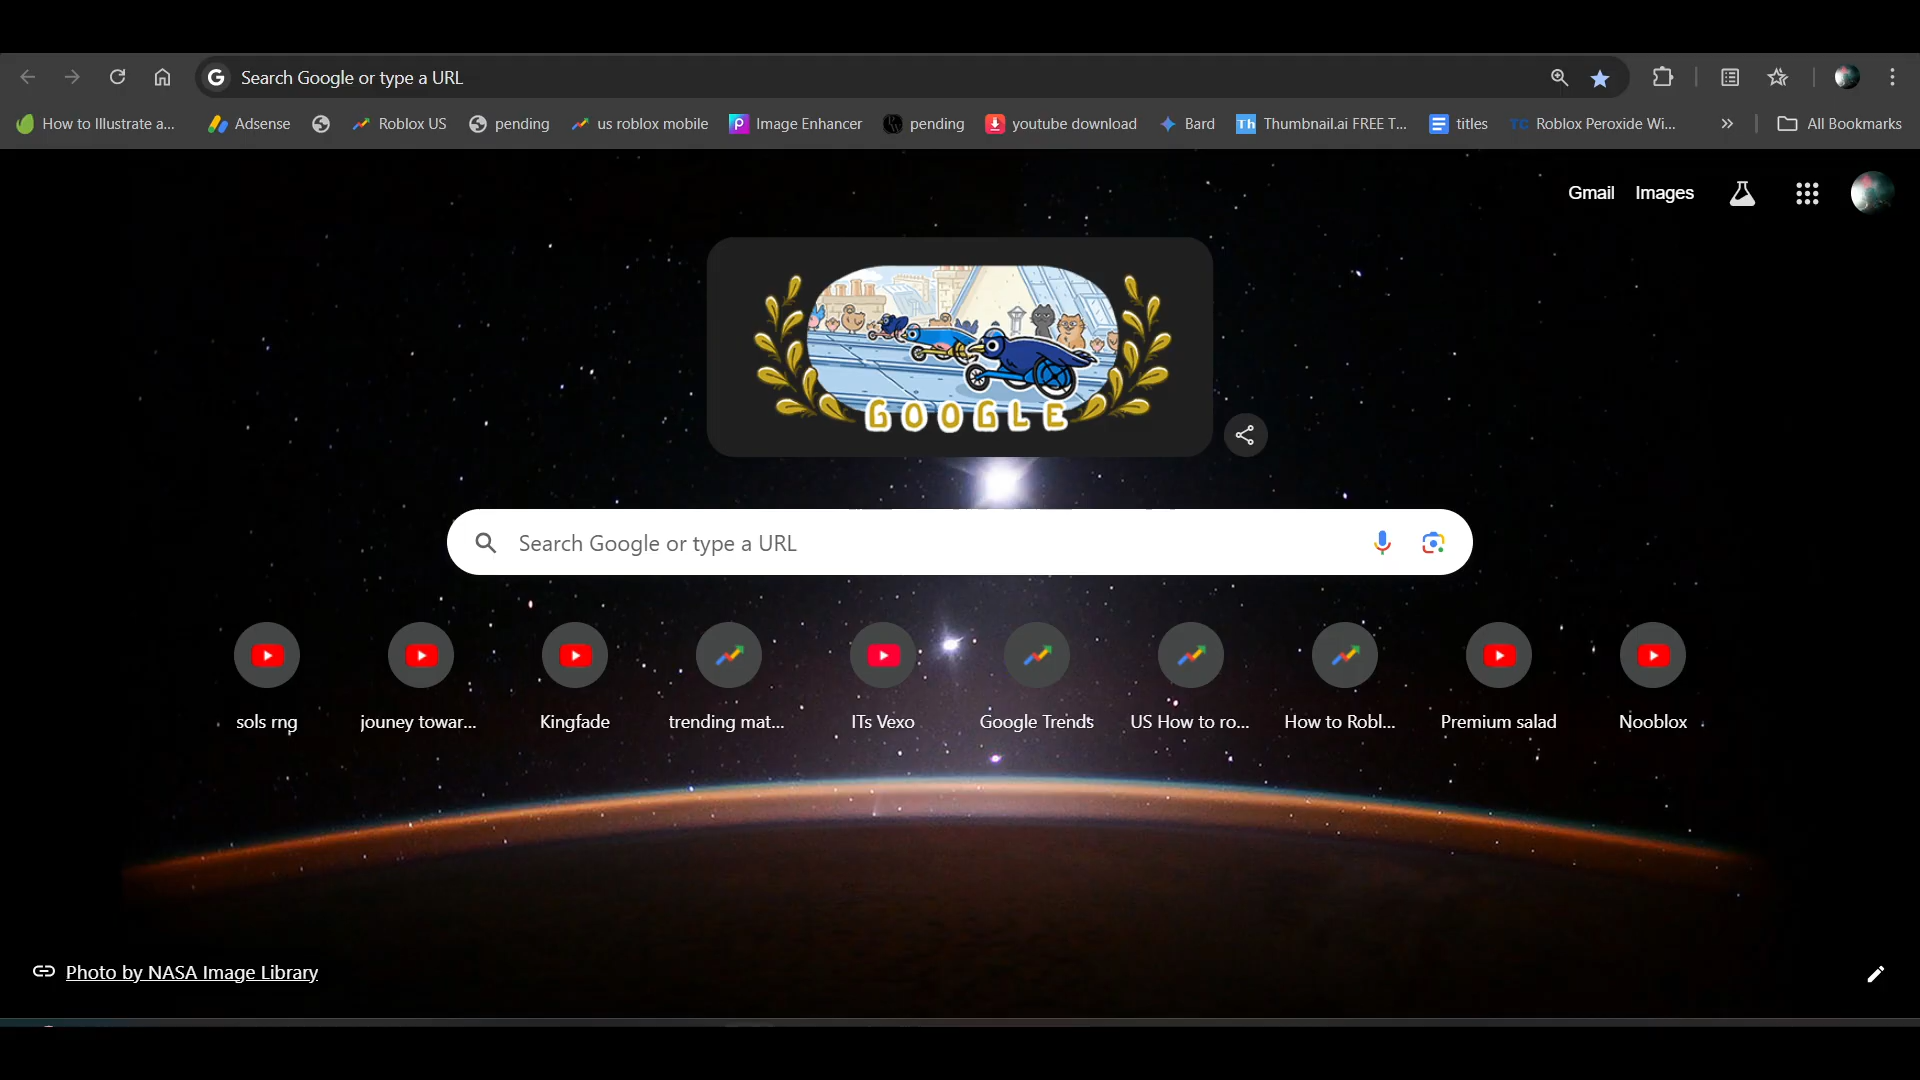 Search Google or type a URL
How to Illustrate a... Adsense Roblox US pending us roblox mobile Image Enhancer pending youtube download Bard Thumbnail.ai FREE T... titles Roblox Peroxide Wi... » All Bookmarks
Gmail Images
GOOGLE
Search Google or type a URL
sols rng jouney towar... Kingfade trending mat... ITs Vexo Google Trends US How to ro... How to Robl... Premium salad Nooblox
Photo by NASA Image Library